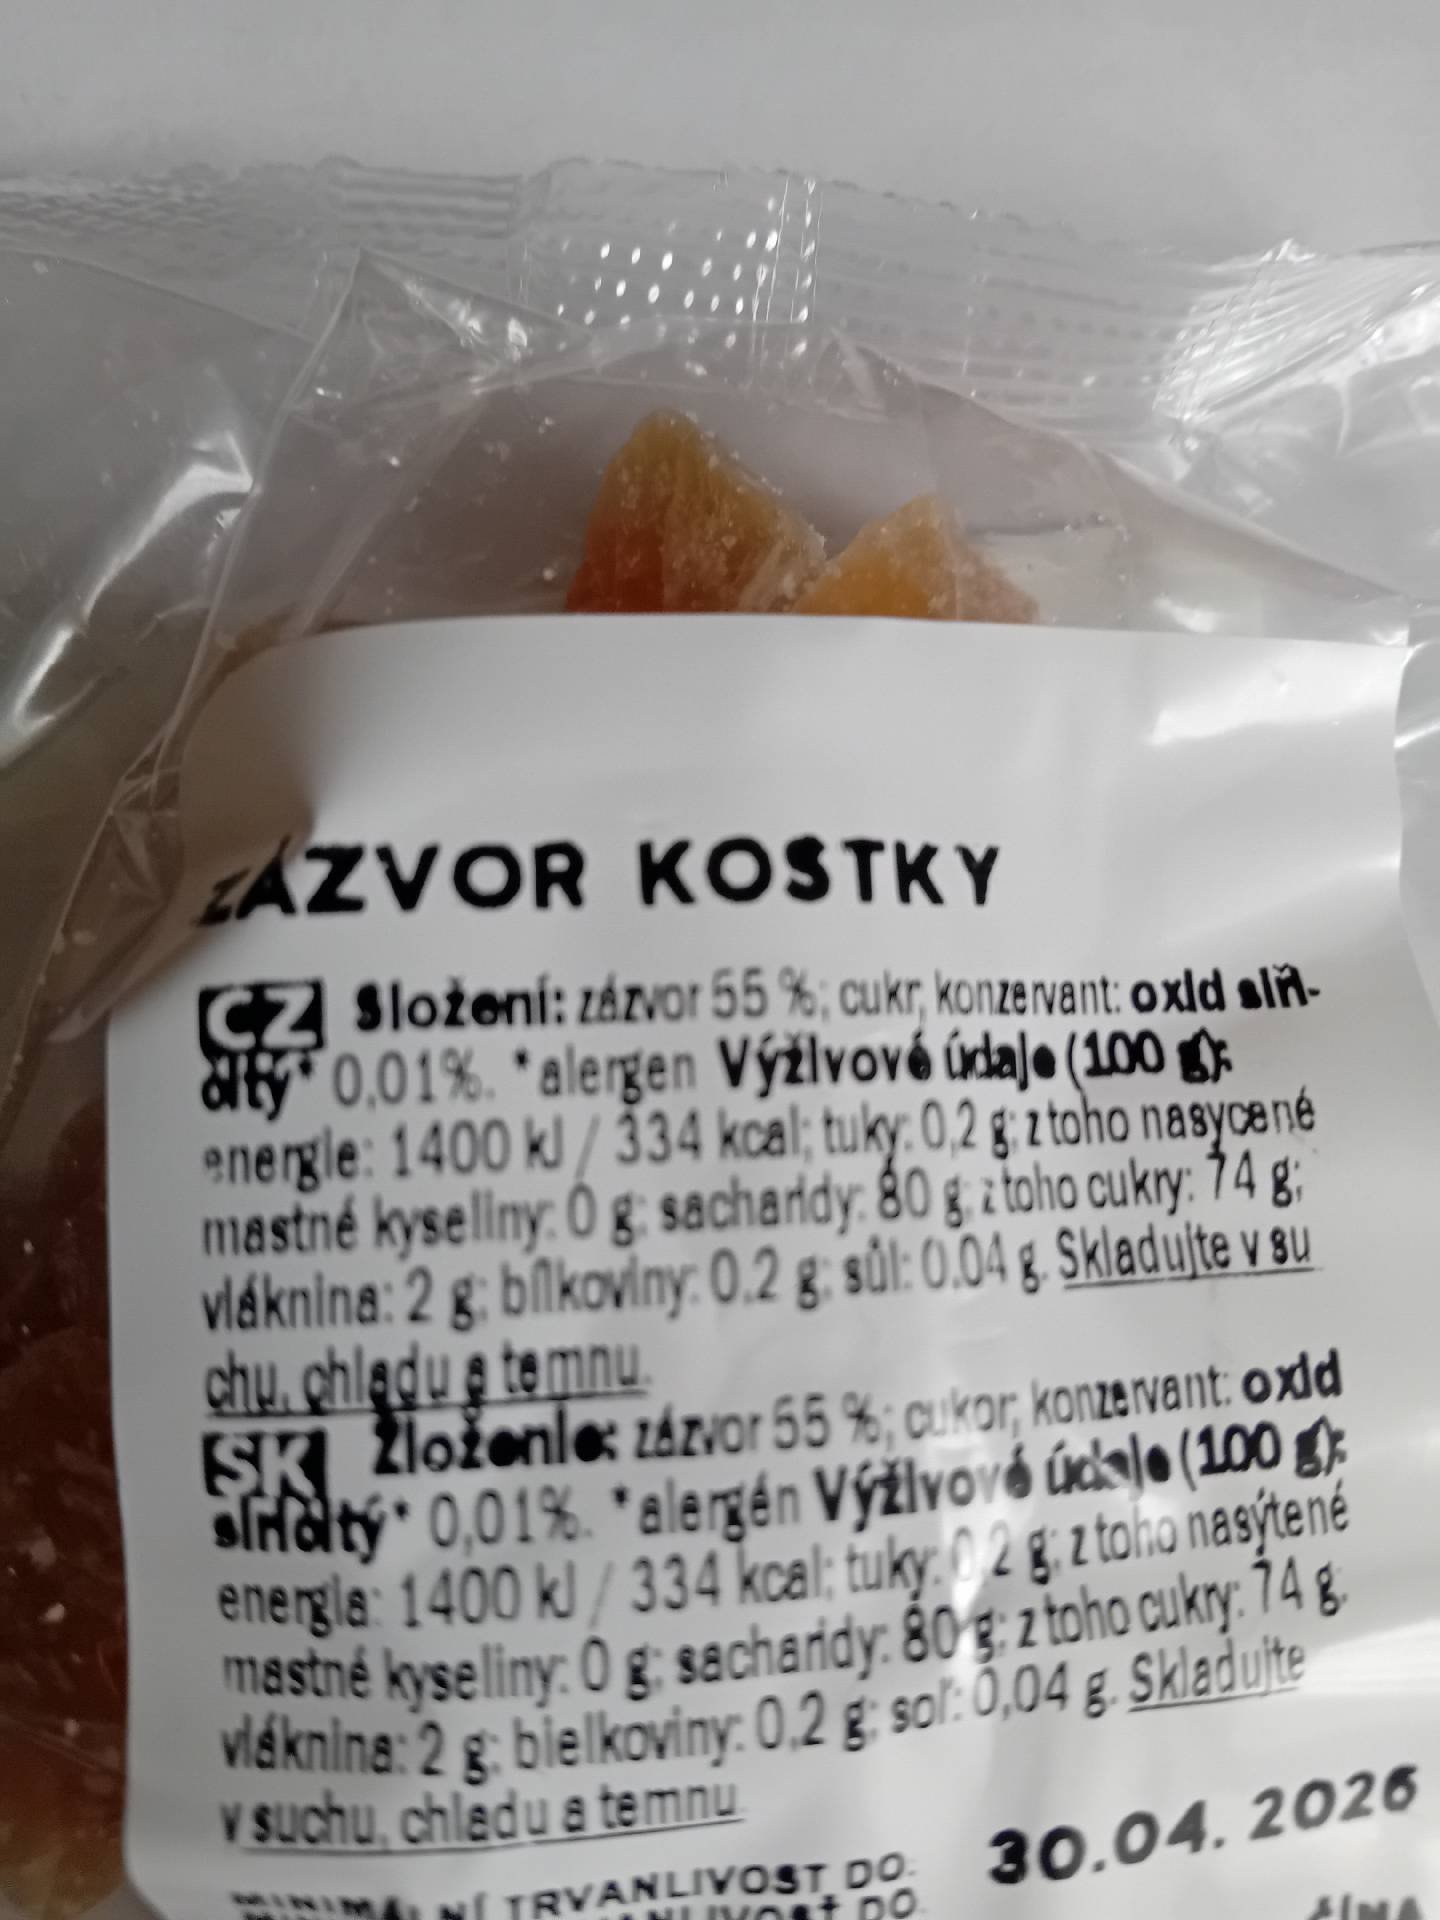 ZÁZVOR KOSTKY
CZ Složení: zázvor 55 %; cukr, konzervant: oxid siři-
čitý* 0,01%. *alergen Výživové údaje (100 g):
energie: 1400 kJ / 334 kcal; tuky: 0,2 g; z toho nasycené
mastné kyseliny: 0 g; sacharidy: 80 g; z toho cukry: 74 g;
vláknina: 2 g; bílkoviny: 0,2 g; sůl: 0,04 g. Skladujte v su
chu, chladu a temnu.
SK Zloženie: zázvor 55 %; cukor, konzervant: oxid
siričitý* 0,01%. *alergén Výživové údaje (100 g):
energia: 1400 kJ / 334 kcal; tuky: 0,2 g; z toho nasýtené
mastné kyseliny: 0 g; sacharidy: 80 g; z toho cukry: 74 g.
vláknina: 2 g; bielkoviny: 0,2 g; soľ: 0,04 g. Skladujte
v suchu, chladu a temnu
30.04.2026
MINIMÁLNÍ TRVANLIVOST DO: